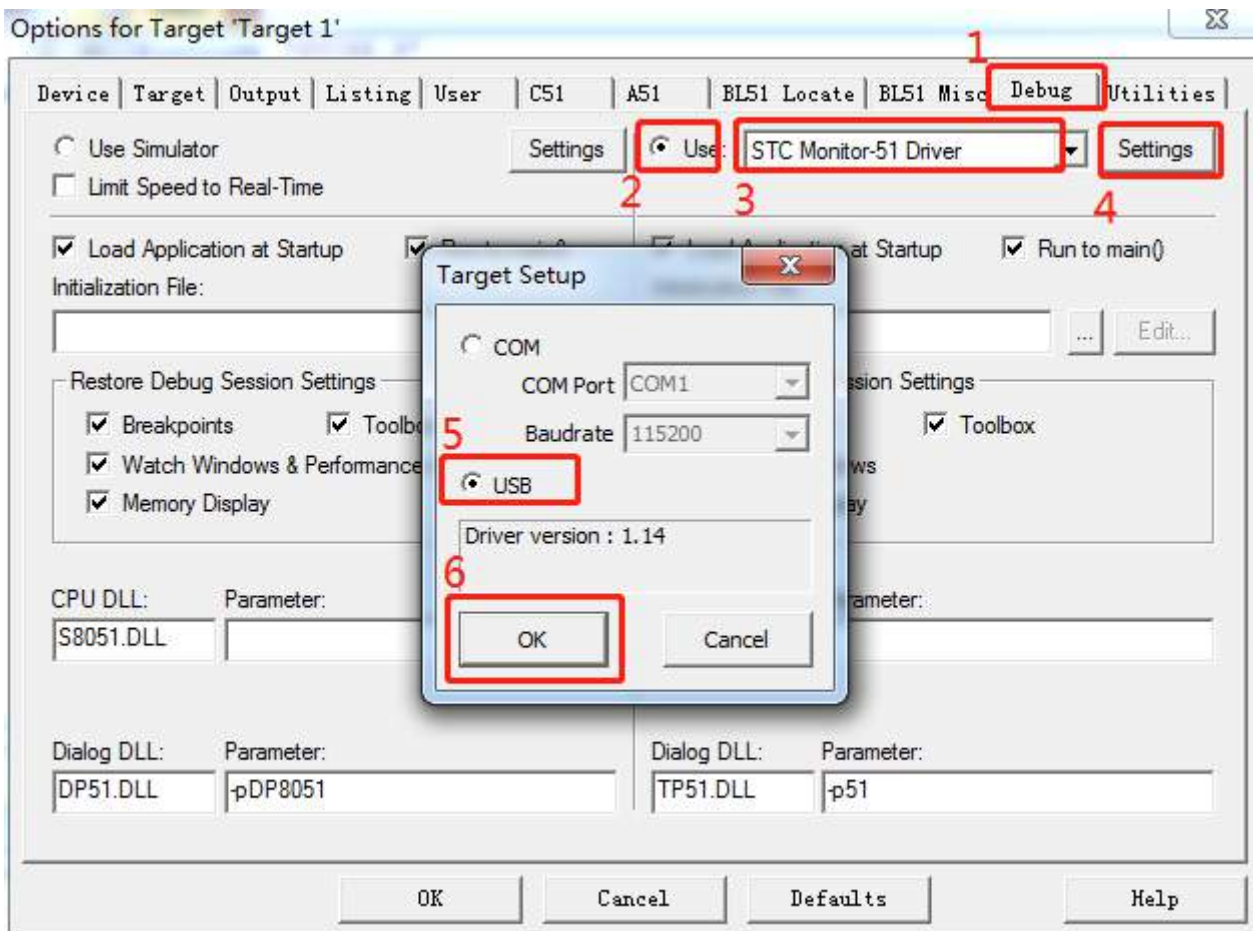 Options for Target 'Target 1'
1
Device Target Output Listing User C51 A51 BL51 Locate BL51 Misc Debug Utilities
Use Simulator Settings Use: STC Monitor-51 Driver Settings
Limit Speed to Real-Time
2 3 4
Load Application at Startup at Startup Run to main()
Initialization File:
Target Setup
... Edit...
COM
COM Port COM1
Baudrate 115200
Restore Debug Session Settings Settings
Breakpoints Toolbox
5
Watch Windows & Performance
USB
Memory Display
Driver version : 1.14
6
CPU DLL: Parameter:
S8051.DLL
OK Cancel
Dialog DLL: Parameter: Dialog DLL: Parameter:
DP51.DLL -pDP8051 TP51.DLL -p51
OK Cancel Defaults Help